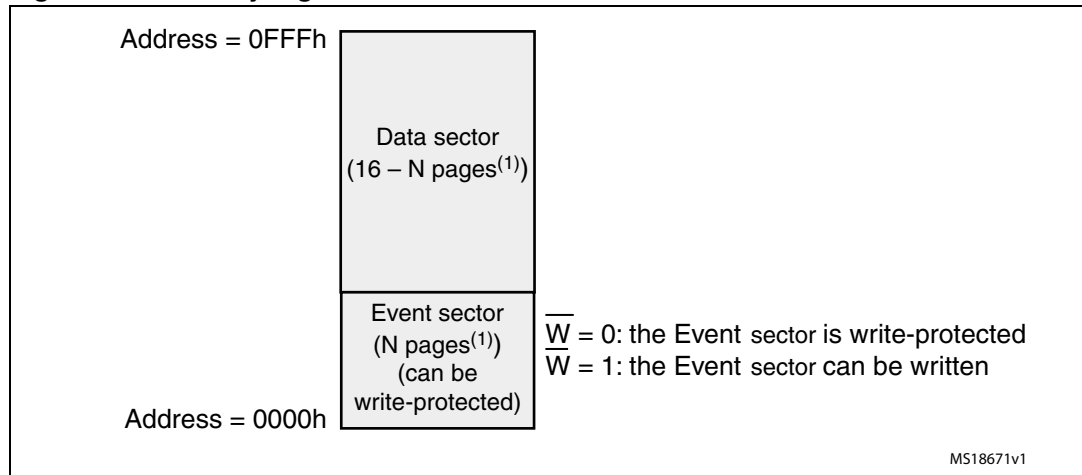 Address = 0FFFh
Data sector
(16 – N pages(1))
Event sector
(N pages(1))
(can be
write-protected)
W = 0: the Event sector is write-protected
W = 1: the Event sector can be written
Address = 0000h
MS18671v1